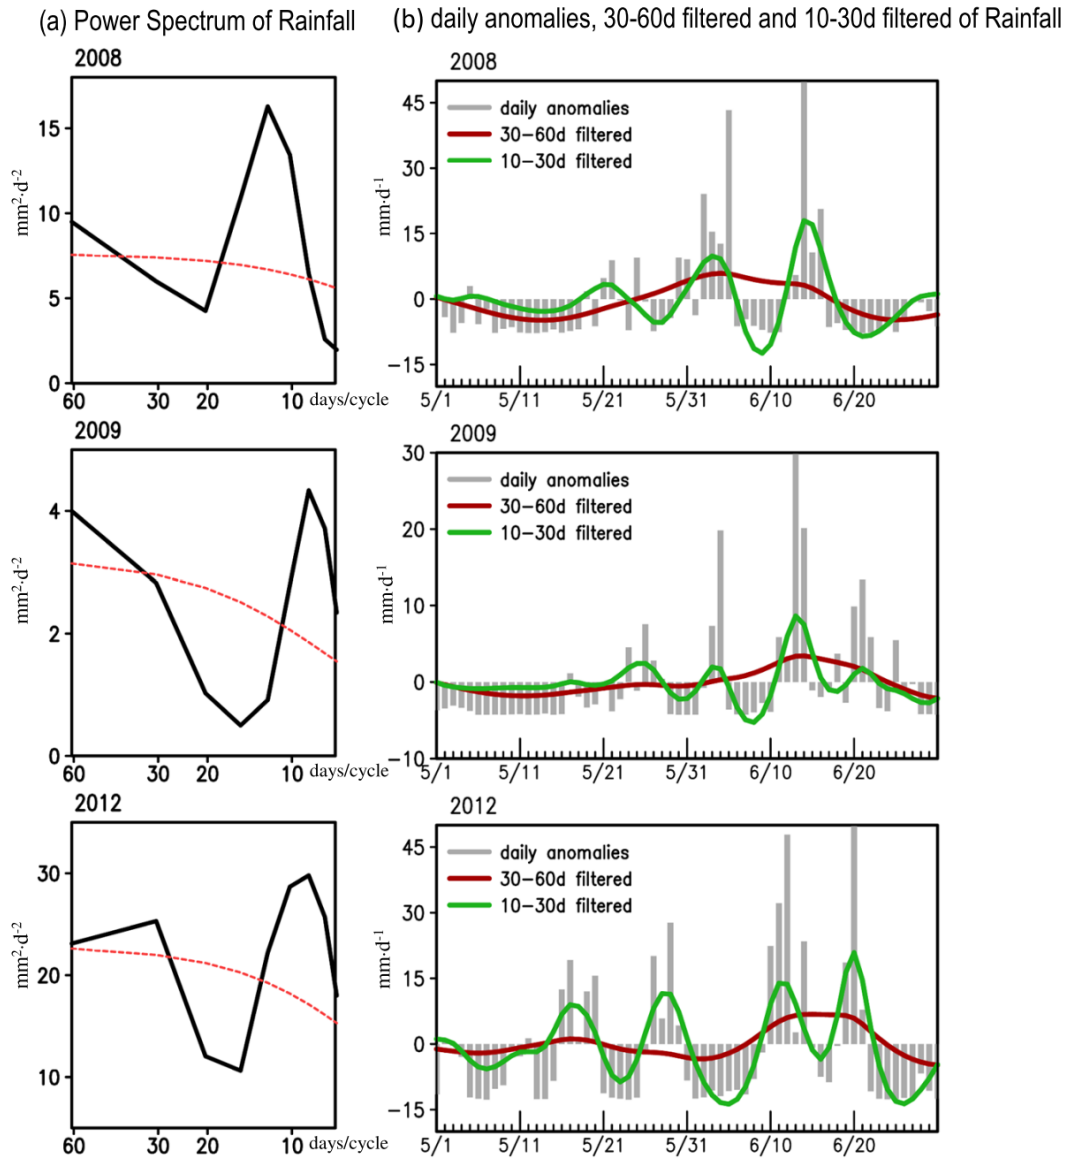 (a) Power Spectrum of Rainfall
(b) daily anomalies, 30-60d filtered and 10-30d filtered of Rainfall
2008
15
10
5
0
mm²·d⁻²
60 30 20 10 days/cycle
2008
daily anomalies
30−60d filtered
10−30d filtered
45
30
15
0
−15
mm·d⁻¹
5/1 5/11 5/21 5/31 6/10 6/20
2009
4
2
0
mm²·d⁻²
60 30 20 10 days/cycle
2009
daily anomalies
30−60d filtered
10−30d filtered
30
20
10
0
−10
mm·d⁻¹
5/1 5/11 5/21 5/31 6/10 6/20
2012
30
20
10
mm²·d⁻²
60 30 20 10 days/cycle
2012
daily anomalies
30−60d filtered
10−30d filtered
45
30
15
0
−15
mm·d⁻¹
5/1 5/11 5/21 5/31 6/10 6/20